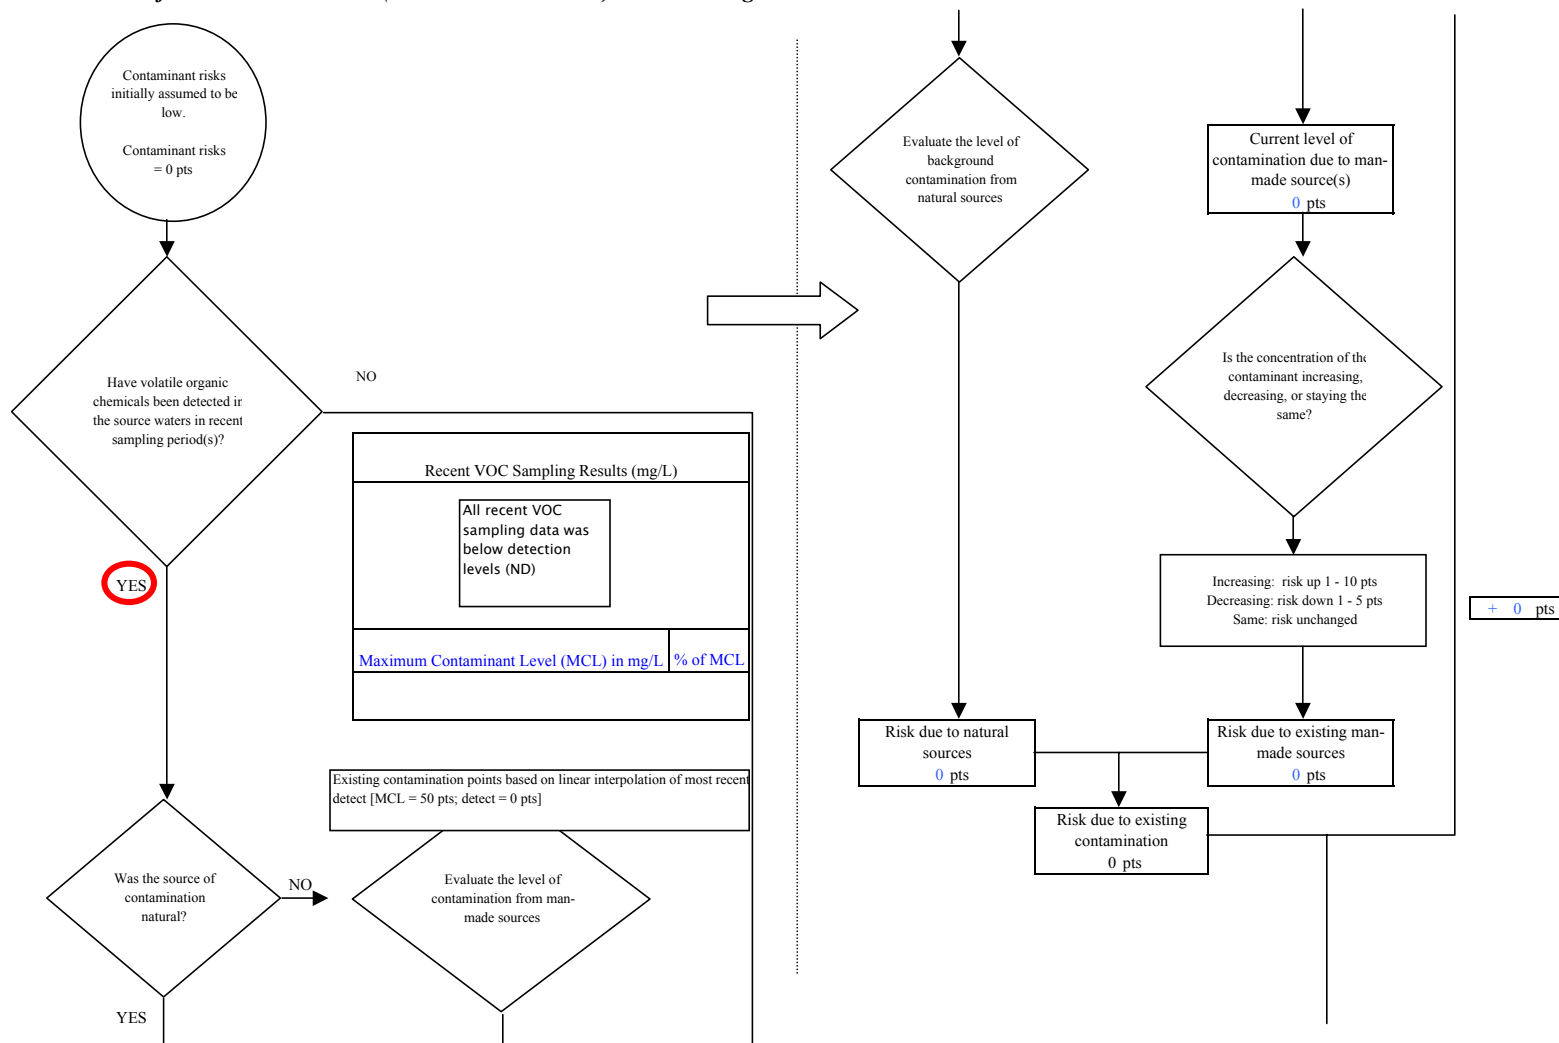 Contaminant risks
initially assumed to be
low.
Contaminant risks
= 0 pts
Have volatile organic
chemicals been detected in
the source waters in recent
sampling period(s)?
NO
YES
Recent VOC Sampling Results (mg/L)
All recent VOC
sampling data was
below detection
levels (ND)
Maximum Contaminant Level (MCL) in mg/L
% of MCL
Existing contamination points based on linear interpolation of most recent
detect [MCL = 50 pts; detect = 0 pts]
Was the source of
contamination
natural?
NO
YES
Evaluate the level of
contamination from man-
made sources
Evaluate the level of
background
contamination from
natural sources
Current level of
contamination due to man-
made source(s)
0 pts
Is the concentration of the
contaminant increasing,
decreasing, or staying the
same?
Increasing: risk up 1 - 10 pts
Decreasing: risk down 1 - 5 pts
Same: risk unchanged
+ 0 pts
Risk due to natural
sources
0 pts
Risk due to existing man-
made sources
0 pts
Risk due to existing
contamination
0 pts